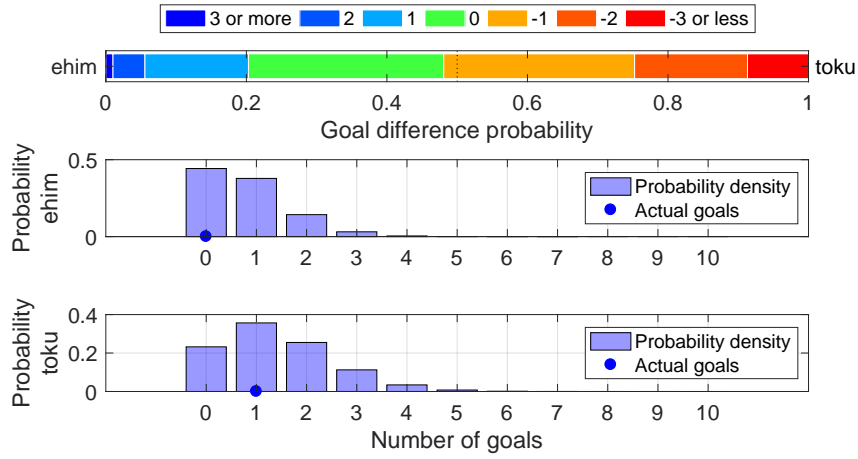 3 or more 2 1 0 -1 -2 -3 or less
ehim toku
0 0.2 0.4 0.6 0.8 1
Goal difference probability
Probability
ehim
0.5
0
Probability density
Actual goals
0 1 2 3 4 5 6 7 8 9 10
Probability
toku
0.4
0.2
0
Probability density
Actual goals
0 1 2 3 4 5 6 7 8 9 10
Number of goals